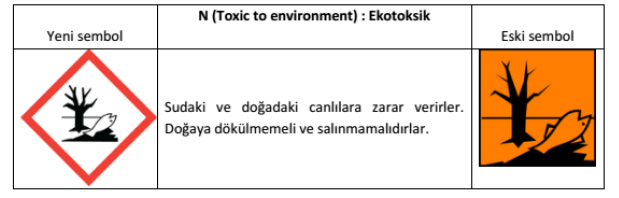 N (Toxic to environment) : Ekotoksik
Yeni sembol
Eski sembol
Sudaki ve doğadaki canlılara zarar verirler.
Doğaya dökülmemeli ve salınmamalıdırlar.